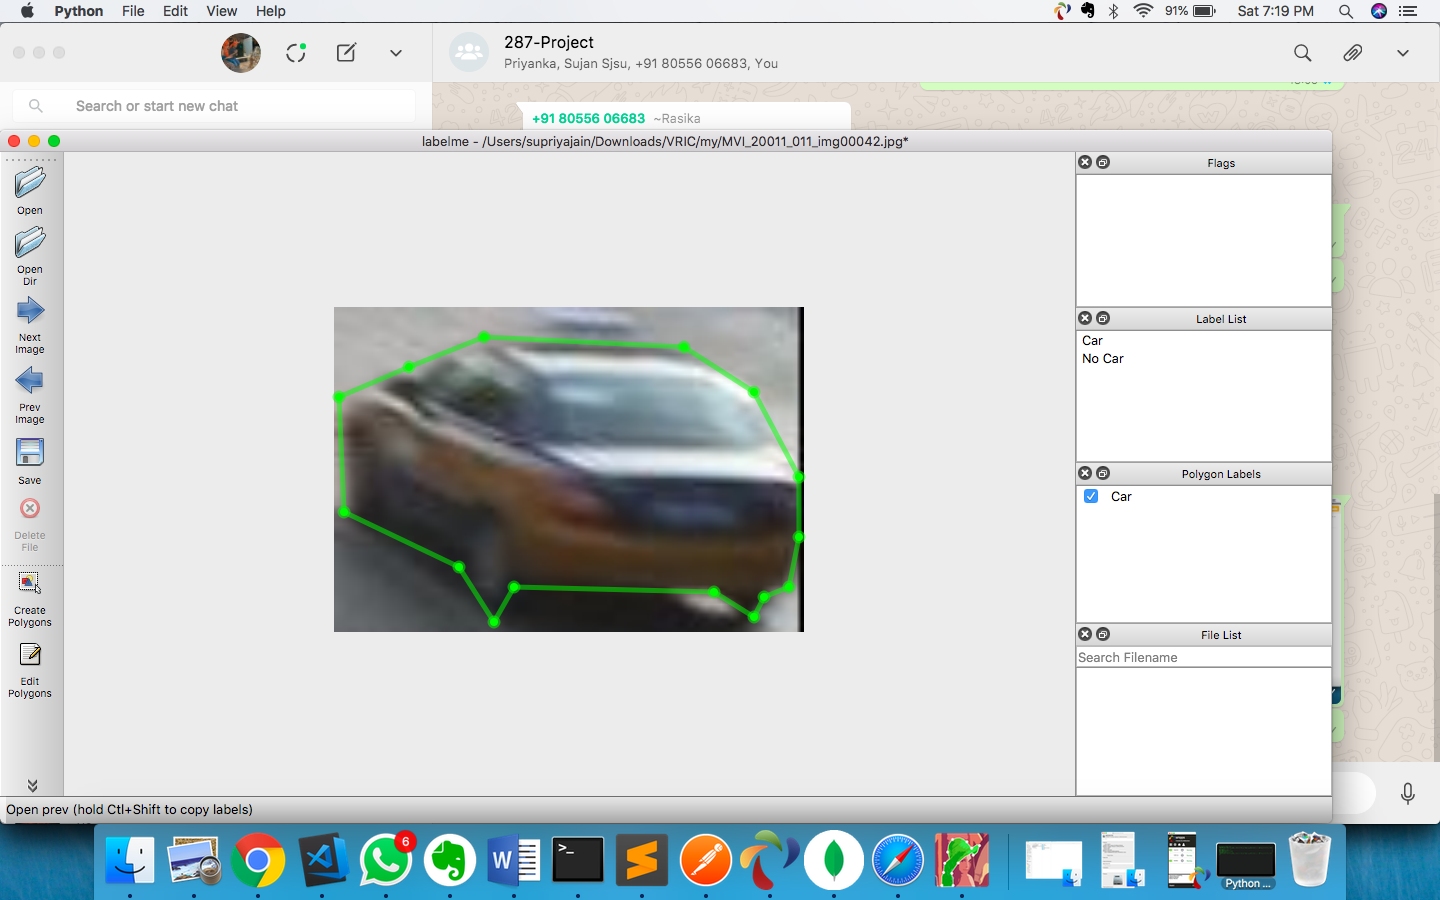 Python File Edit View Help 91% Sat 7:19 PM
287-Project
Priyanka, Sujan Sjsu, +91 80556 06683, You
Search or start new chat
+91 80556 06683 ~Rasika
labelme - /Users/supriyajain/Downloads/VRIC/my/MVI_20011_011_img00042.jpg*
Open
Open
Dir
Next
Image
Prev
Image
Save
Delete
File
Create
Polygons
Edit
Polygons
Flags
Label List
Car
No Car
Polygon Labels
Car
File List
Search Filename
Open prev (hold Ctl+Shift to copy labels)
6
W
>_
Python ...